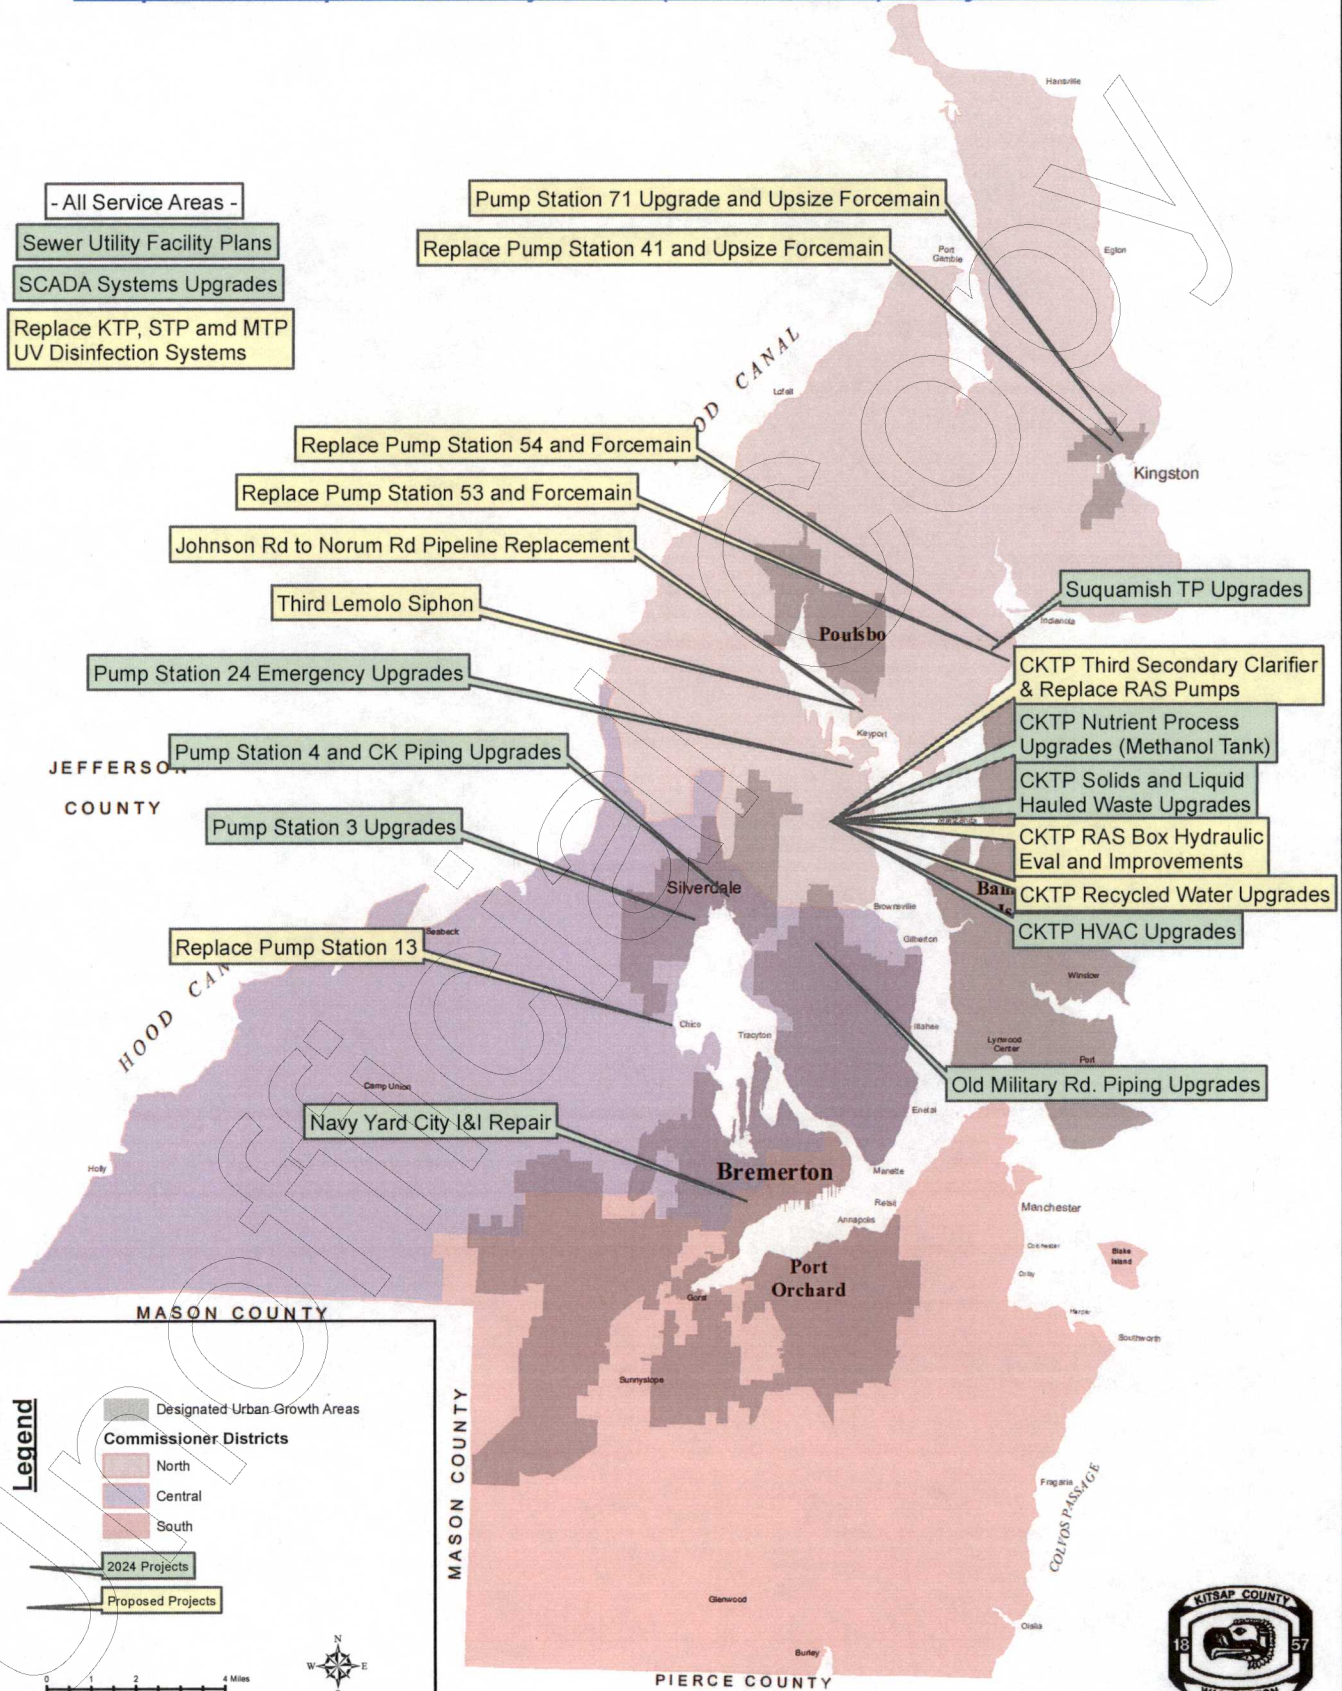 Hansville
- All Service Areas -
Sewer Utility Facility Plans
SCADA Systems Upgrades
Replace KTP, STP amd MTP
UV Disinfection Systems
Pump Station 71 Upgrade and Upsize Forcemain
Replace Pump Station 41 and Upsize Forcemain
Port
Gamble
Eglon
OD CANAL
Lofall
Replace Pump Station 54 and Forcemain
Replace Pump Station 53 and Forcemain
Johnson Rd to Norum Rd Pipeline Replacement
Third Lemolo Siphon
Pump Station 24 Emergency Upgrades
Pump Station 4 and CK Piping Upgrades
Pump Station 3 Upgrades
Replace Pump Station 13
Navy Yard City I&I Repair
Kingston
Suquamish TP Upgrades
Indianola
Poulsbo
Keyport
CKTP Third Secondary Clarifier
& Replace RAS Pumps
CKTP Nutrient Process
Upgrades (Methanol Tank)
CKTP Solids and Liquid
Hauled Waste Upgrades
CKTP RAS Box Hydraulic
Eval and Improvements
CKTP Recycled Water Upgrades
CKTP HVAC Upgrades
Old Military Rd. Piping Upgrades
JEFFERSON
COUNTY
Silverdale
Bain
Is
Brownsville
Gilberton
Seabeck
HOOD CAN
Winslow
Chico
Tracyton
Illahee
Lynwood
Center
Port
Camp Union
Enetai
Holly
Bremerton
Manette
Retsil
Annapolis
Manchester
Colchester
Colby
Blake
Island
Port
Orchard
Gorst
Harper
Southworth
Sunnyslope
MASON COUNTY
MASON COUNTY
Fragaria
COLVOS PASSAGE
Glenwood
Olalla
Burley
PIERCE COUNTY
Legend
Designated Urban Growth Areas
Commissioner Districts
North
Central
South
2024 Projects
Proposed Projects
N
W E
0 1 2 4 Miles
KITSAP COUNTY
18 57
Unofficial Copy